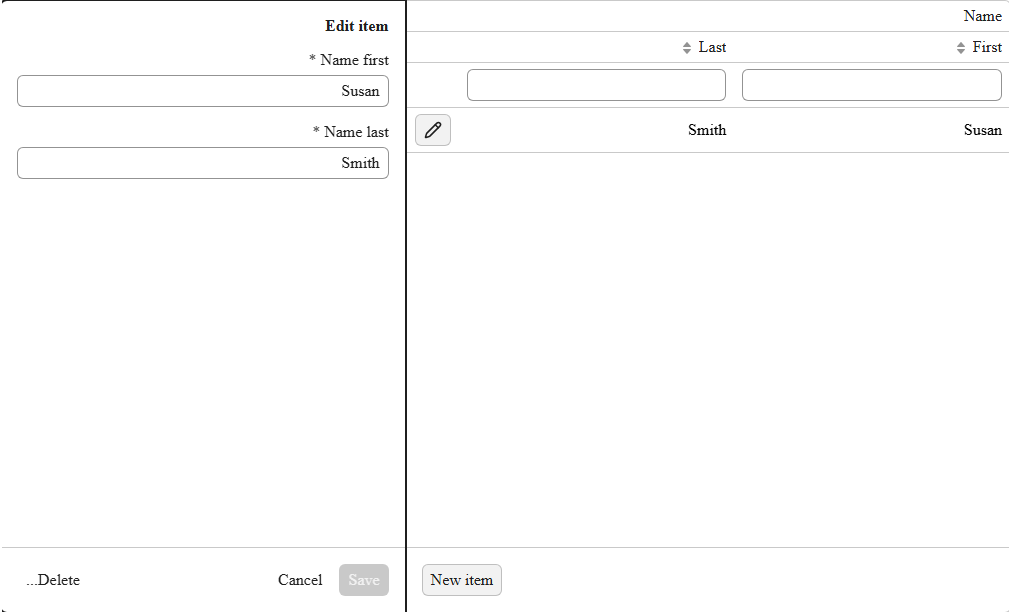 Edit item
* Name first
Susan
* Name last
Smith
...Delete
Cancel
Save
Name
First
Last
Susan
Smith
New item